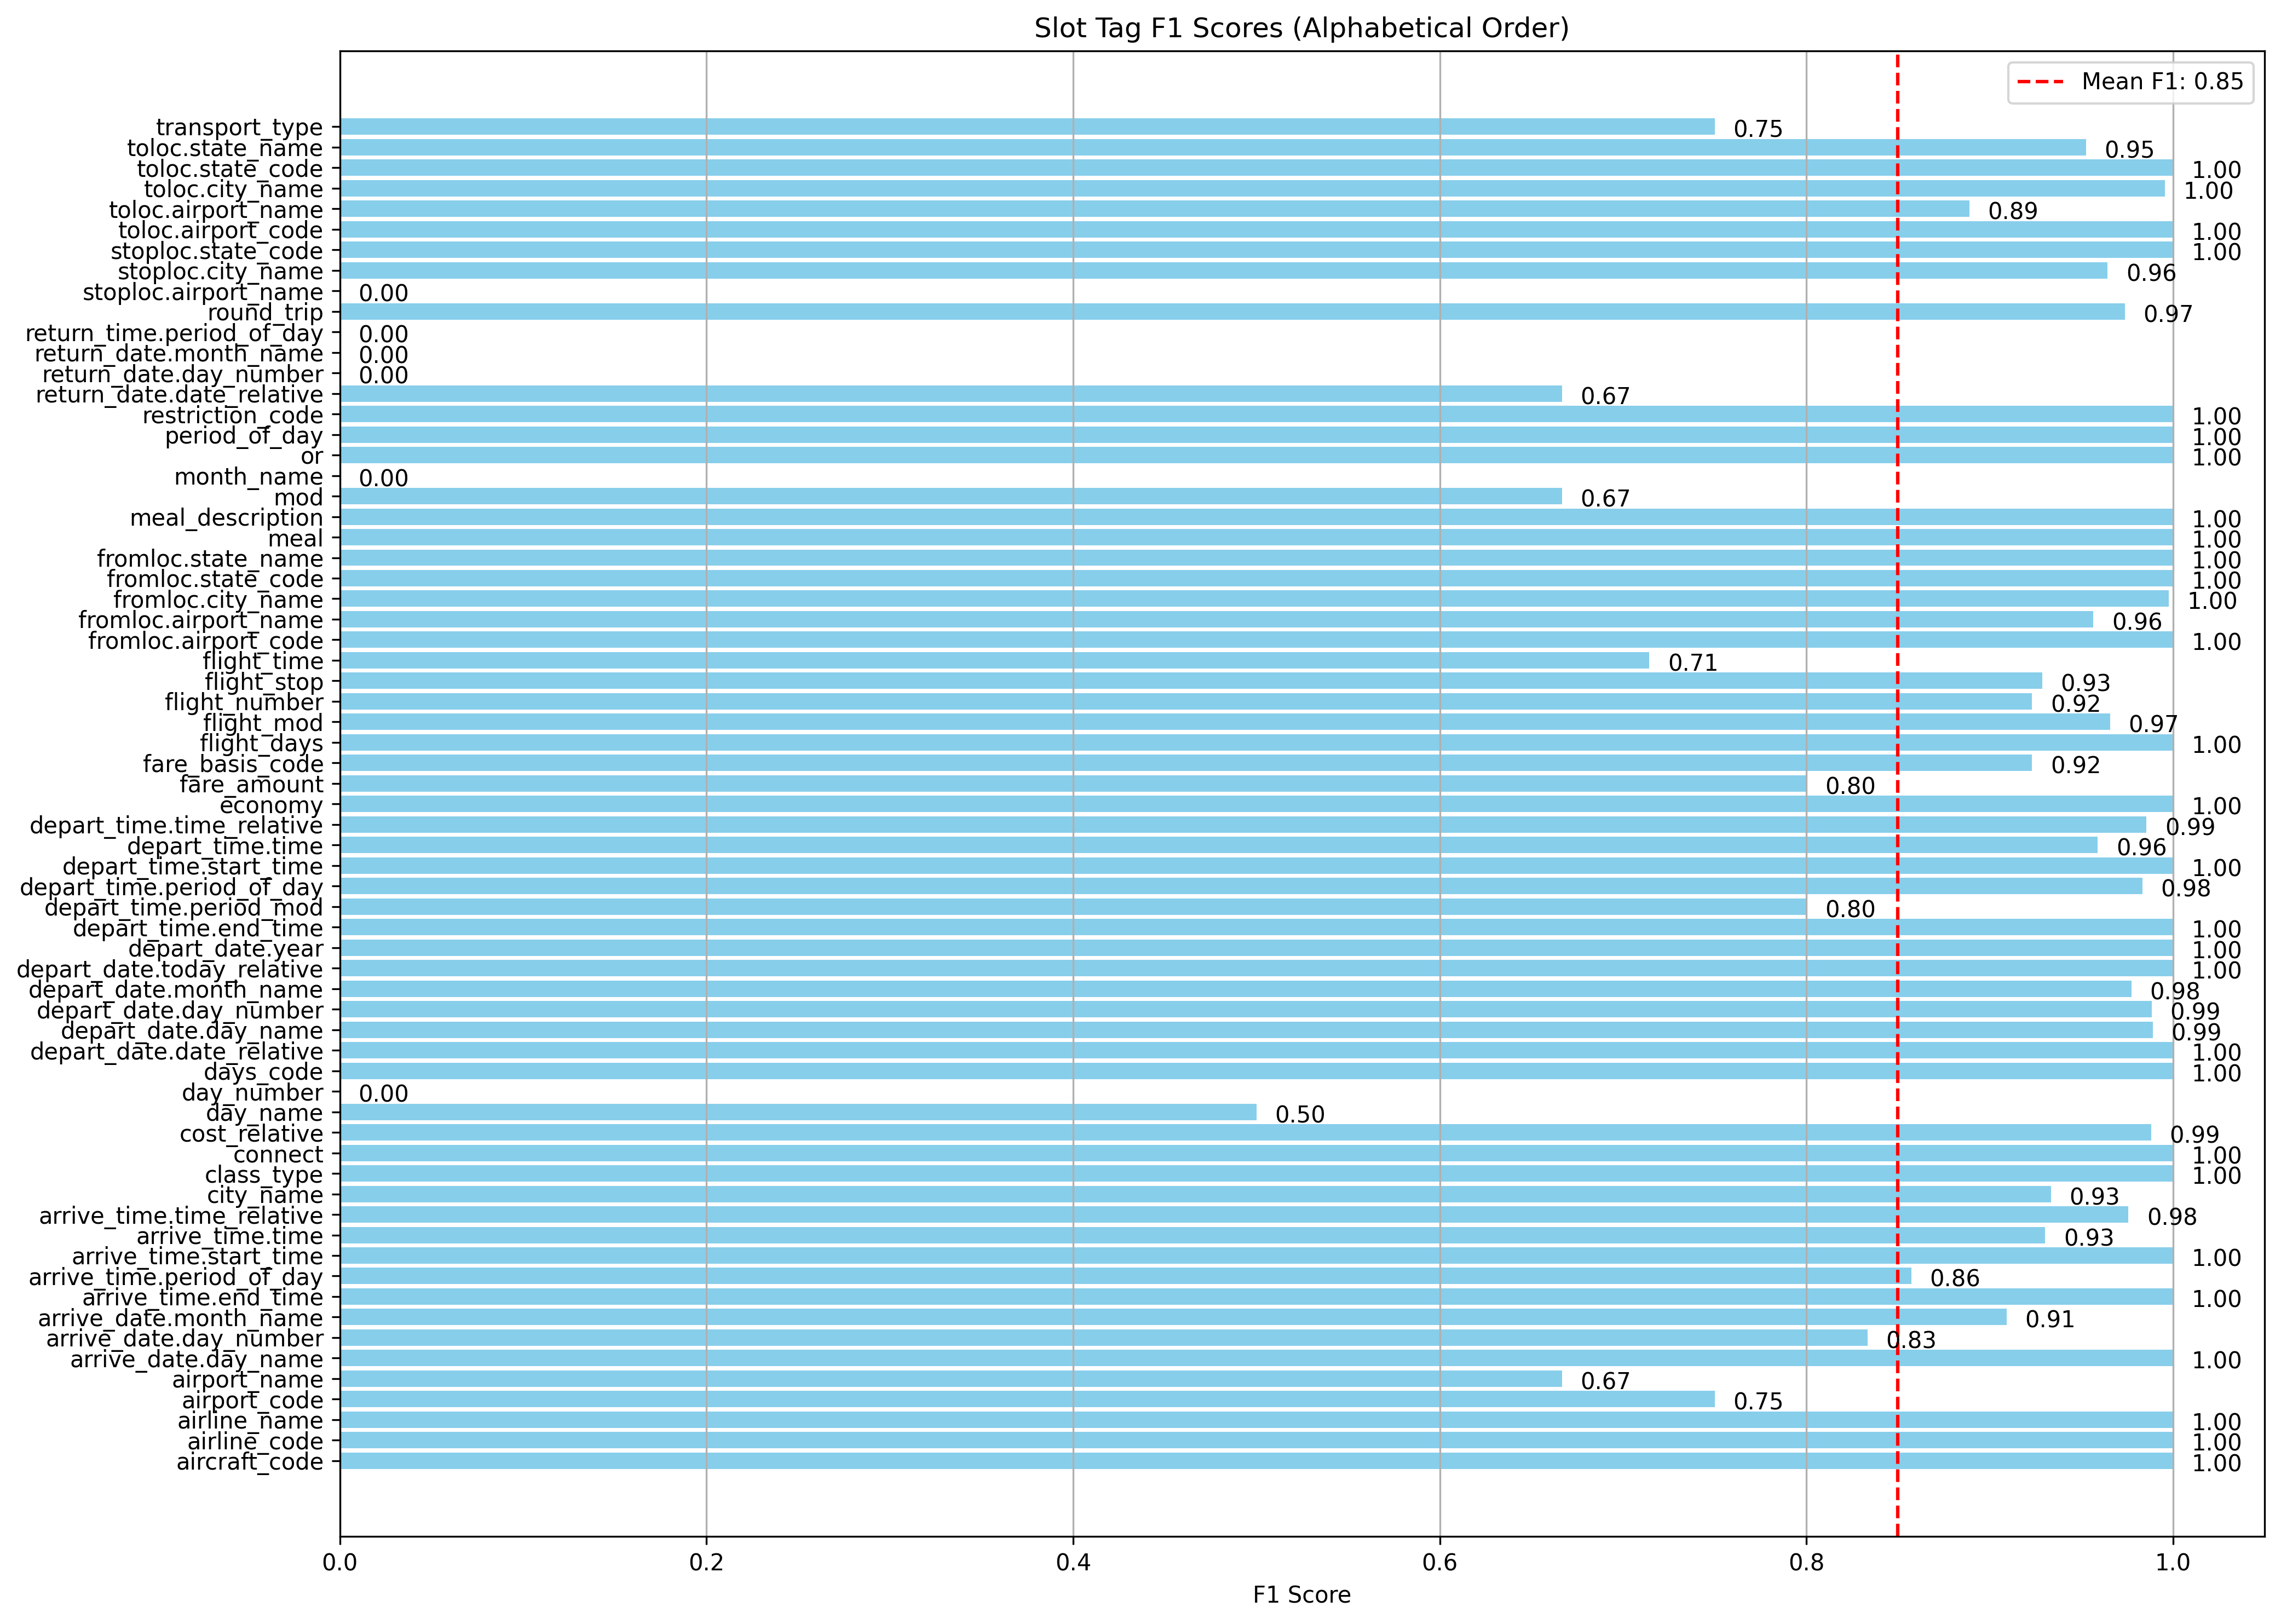 Slot Tag F1 Scores (Alphabetical Order)
Mean F1: 0.85
transport_type 0.75
toloc.state_name 0.95
toloc.state_code 1.00
toloc.city_name 1.00
toloc.airport_name 0.89
toloc.airport_code 1.00
stoploc.state_code 1.00
stoploc.city_name 0.96
stoploc.airport_name 0.00
round_trip 0.97
return_time.period_of_day 0.00
return_date.month_name 0.00
return_date.day_number 0.00
return_date.date_relative 0.67
restriction_code 1.00
period_of_day 1.00
or 1.00
month_name 0.00
mod 0.67
meal_description 1.00
meal 1.00
fromloc.state_name 1.00
fromloc.state_code 1.00
fromloc.city_name 1.00
fromloc.airport_name 0.96
fromloc.airport_code 1.00
flight_time 0.71
flight_stop 0.93
flight_number 0.92
flight_mod 0.97
flight_days 1.00
fare_basis_code 0.92
fare_amount 0.80
economy 1.00
depart_time.time_relative 0.99
depart_time.time 0.96
depart_time.start_time 1.00
depart_time.period_of_day 0.98
depart_time.period_mod 0.80
depart_time.end_time 1.00
depart_date.year 1.00
depart_date.today_relative 1.00
depart_date.month_name 0.98
depart_date.day_number 0.99
depart_date.day_name 0.99
depart_date.date_relative 1.00
days_code 1.00
day_number 0.00
day_name 0.50
cost_relative 0.99
connect 1.00
class_type 1.00
city_name 0.93
arrive_time.time_relative 0.98
arrive_time.time 0.93
arrive_time.start_time 1.00
arrive_time.period_of_day 0.86
arrive_time.end_time 1.00
arrive_date.month_name 0.91
arrive_date.day_number 0.83
arrive_date.day_name 1.00
airport_name 0.67
airport_code 0.75
airline_name 1.00
airline_code 1.00
aircraft_code 1.00
0.0 0.2 0.4 0.6 0.8 1.0
F1 Score